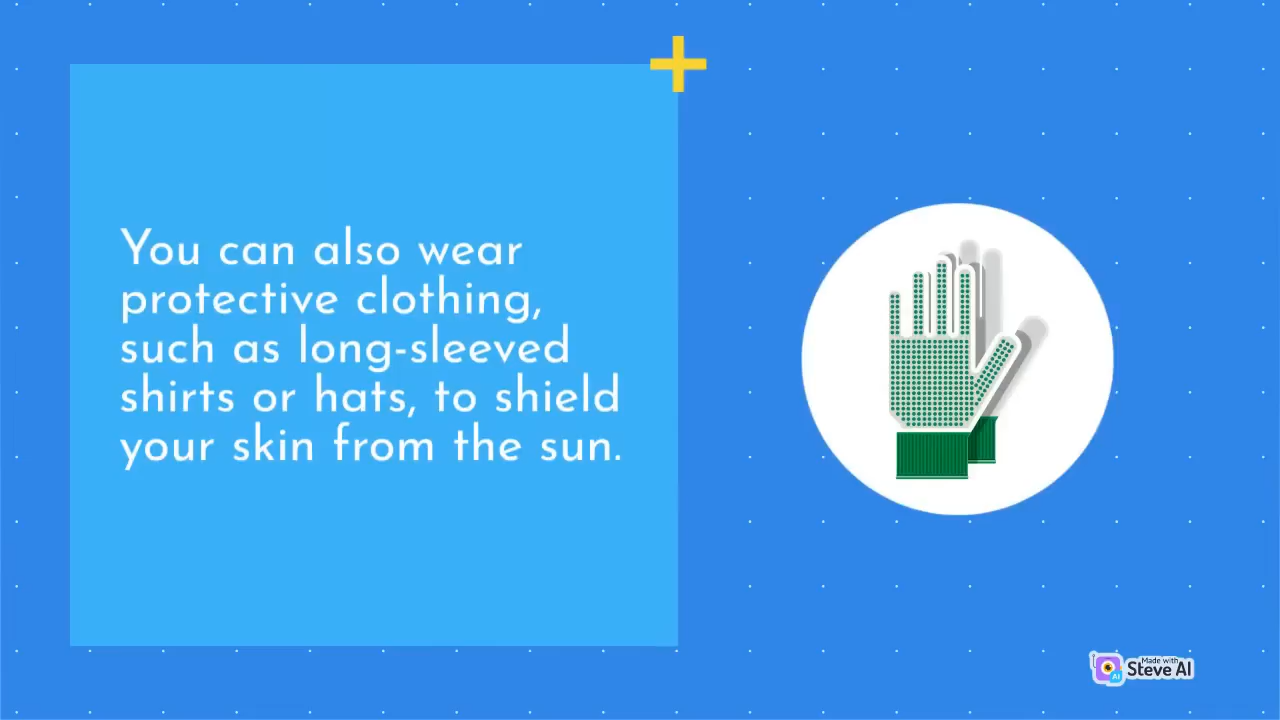 You can also wear
protective clothing,
such as long-sleeved
shirts or hats, to shield
your skin from the sun.
Made with
Steve AI
AI